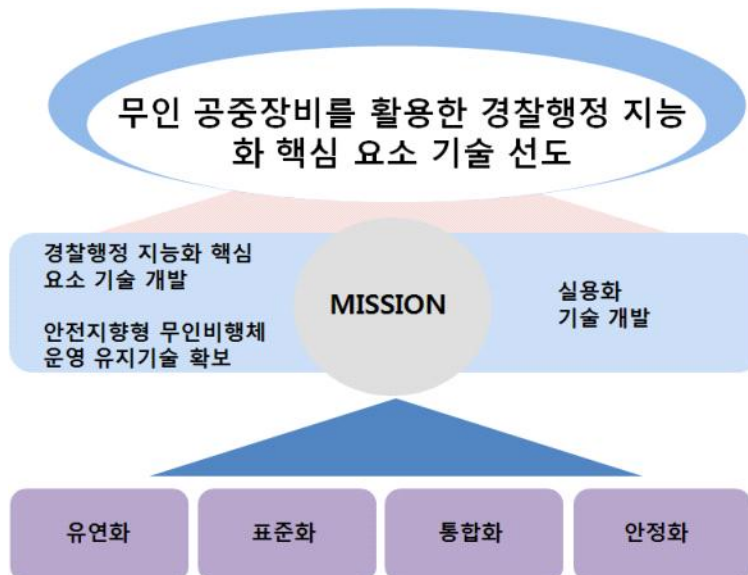 무인 공중장비를 활용한 경찰행정 지능
화 핵심 요소 기술 선도
경찰행정 지능화 핵심
요소 기술 개발
안전지향형 무인비행체
운영 유지기술 확보
MISSION
실용화
기술 개발
유연화
표준화
통합화
안정화